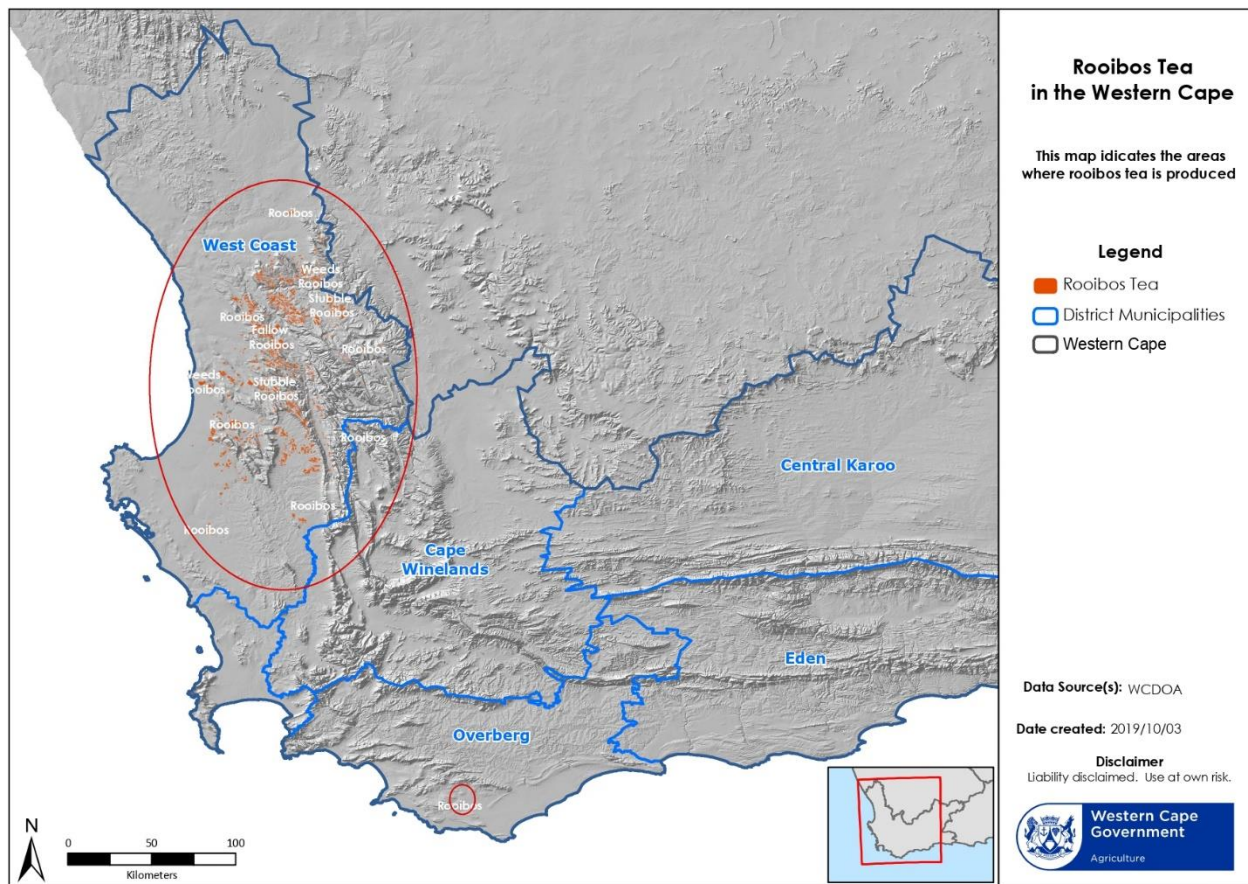 Rooibos
West Coast
Weeds
Rooibos
Stubble
Rooibos
Rooibos
Fallow
Rooibos
Rooibos
Weeds
Rooibos
Stubble
Rooibos
Rooibos
Rooibos
Rooibos
Rooibos
Central Karoo
Cape
Winelands
Eden
Overberg
Rooibos
N
0 50 100
Kilometers
Rooibos Tea
in the Western Cape
This map idicates the areas
where rooibos tea is produced
Legend
Rooibos Tea
District Municipalities
Western Cape
Data Source(s): WCDOA
Date created: 2019/10/03
Disclaimer
Liability disclaimed. Use at own risk.
Western Cape
Government
Agriculture